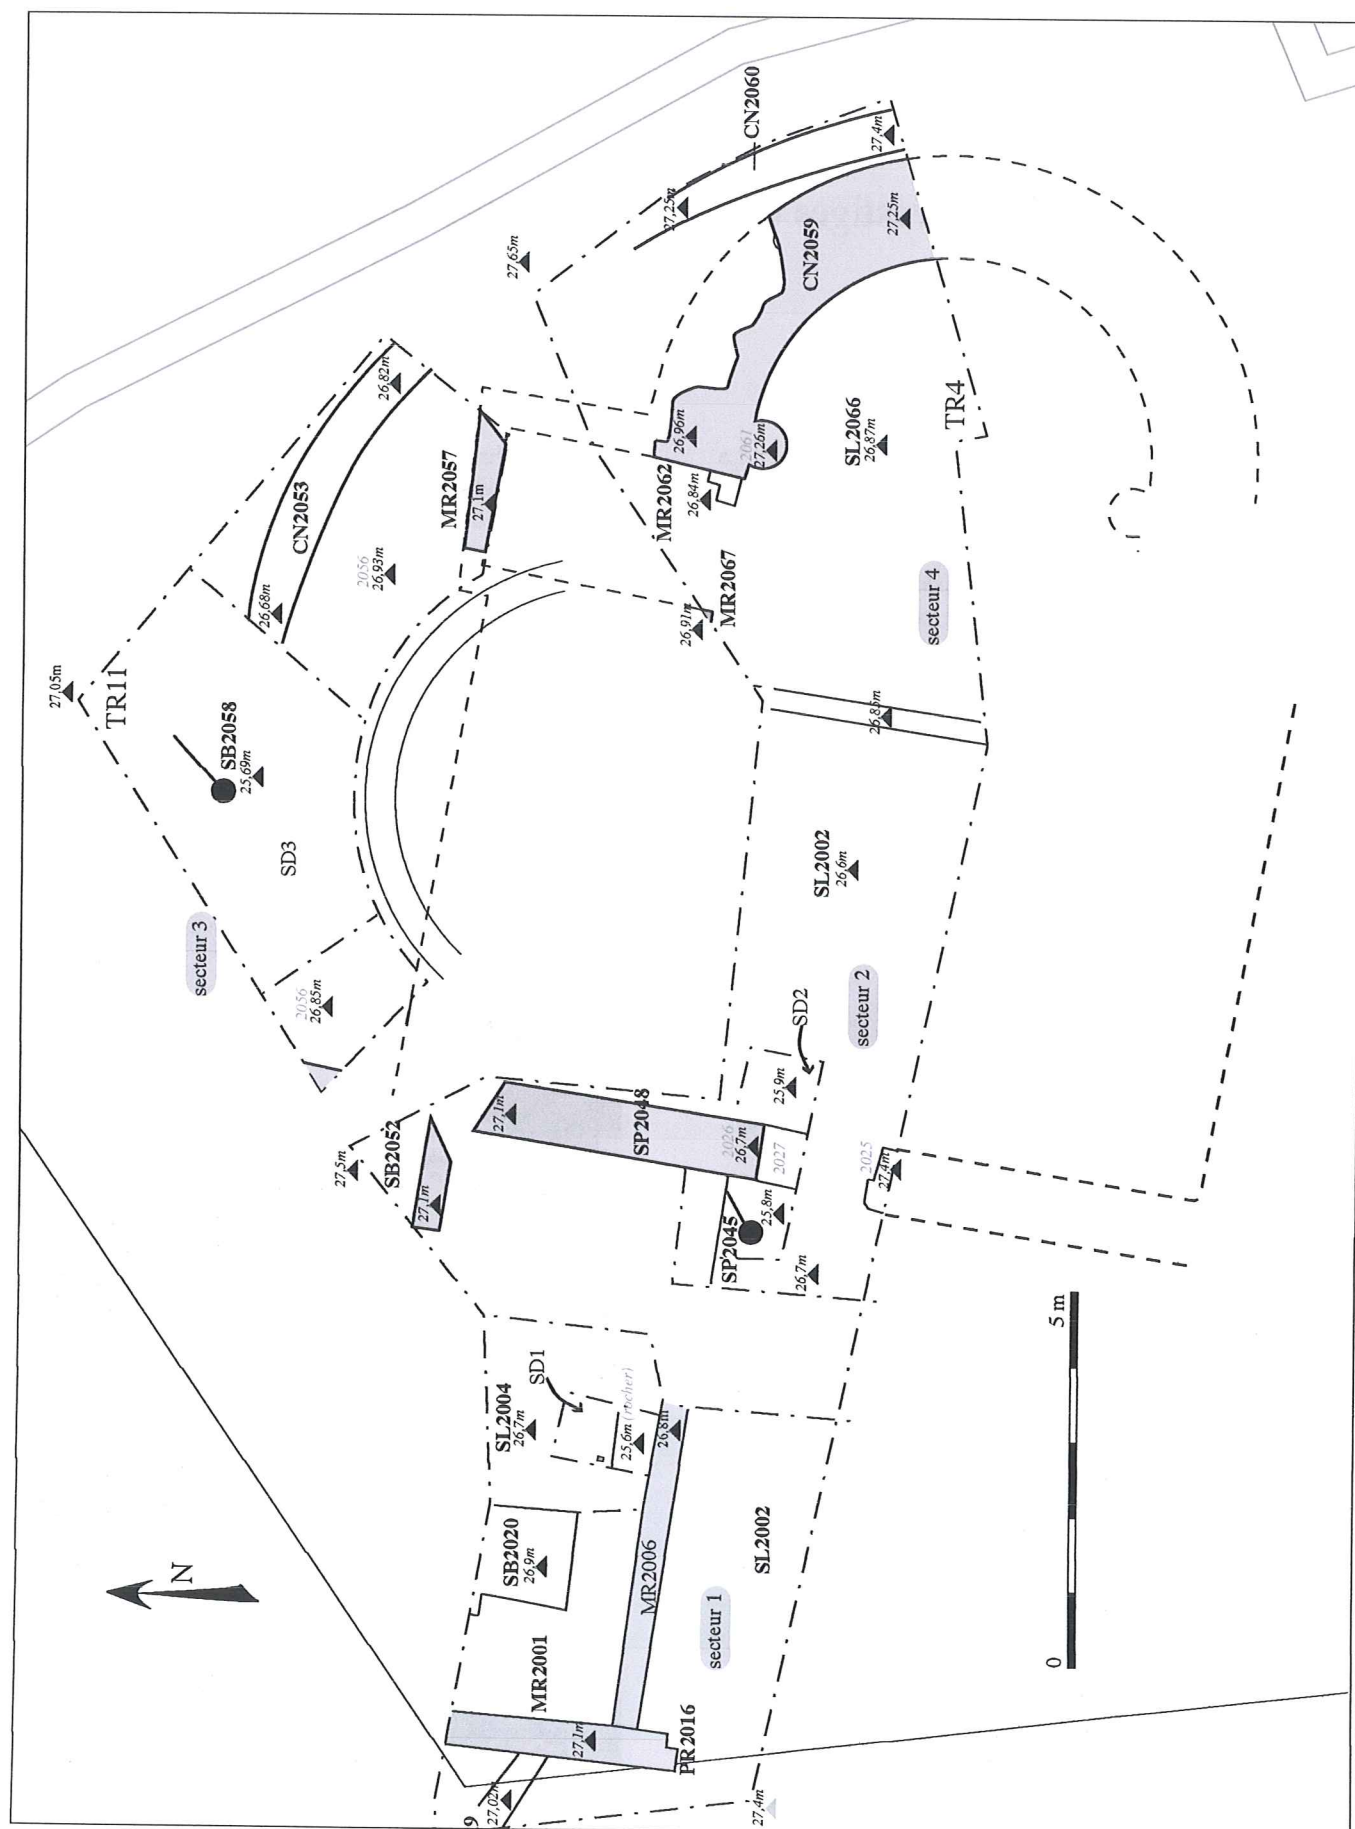 27,05m
TR11
SB2058
25,69m
SD3
secteur 3
2056
26,85m
CN2053
26,68m
26,82m
2056
26,93m
MR2057
27,1m
27,65m
CN2060
27,25m
27,4m
CN2059
27,25m
26,96m
2061
27,26m
MR2062
26,84m
SL2066
26,87m
TR4
MR2067
26,91m
secteur 4
26,85m
SL2002
26,6m
secteur 2
SD2
25,9m
27,5m
SB2052
27,1m
27,1m
SP2048
2026
26,7m
2027
2025
27,4m
SP2045
25,8m
26,7m
SL2004
26,7m
SD1
25,6m (rocher)
26,8m
SB2020
26,9m
MR2006
SL2002
secteur 1
MR2001
27,1m
PR2016
9
27,02m
27,4m
N
0
5 m